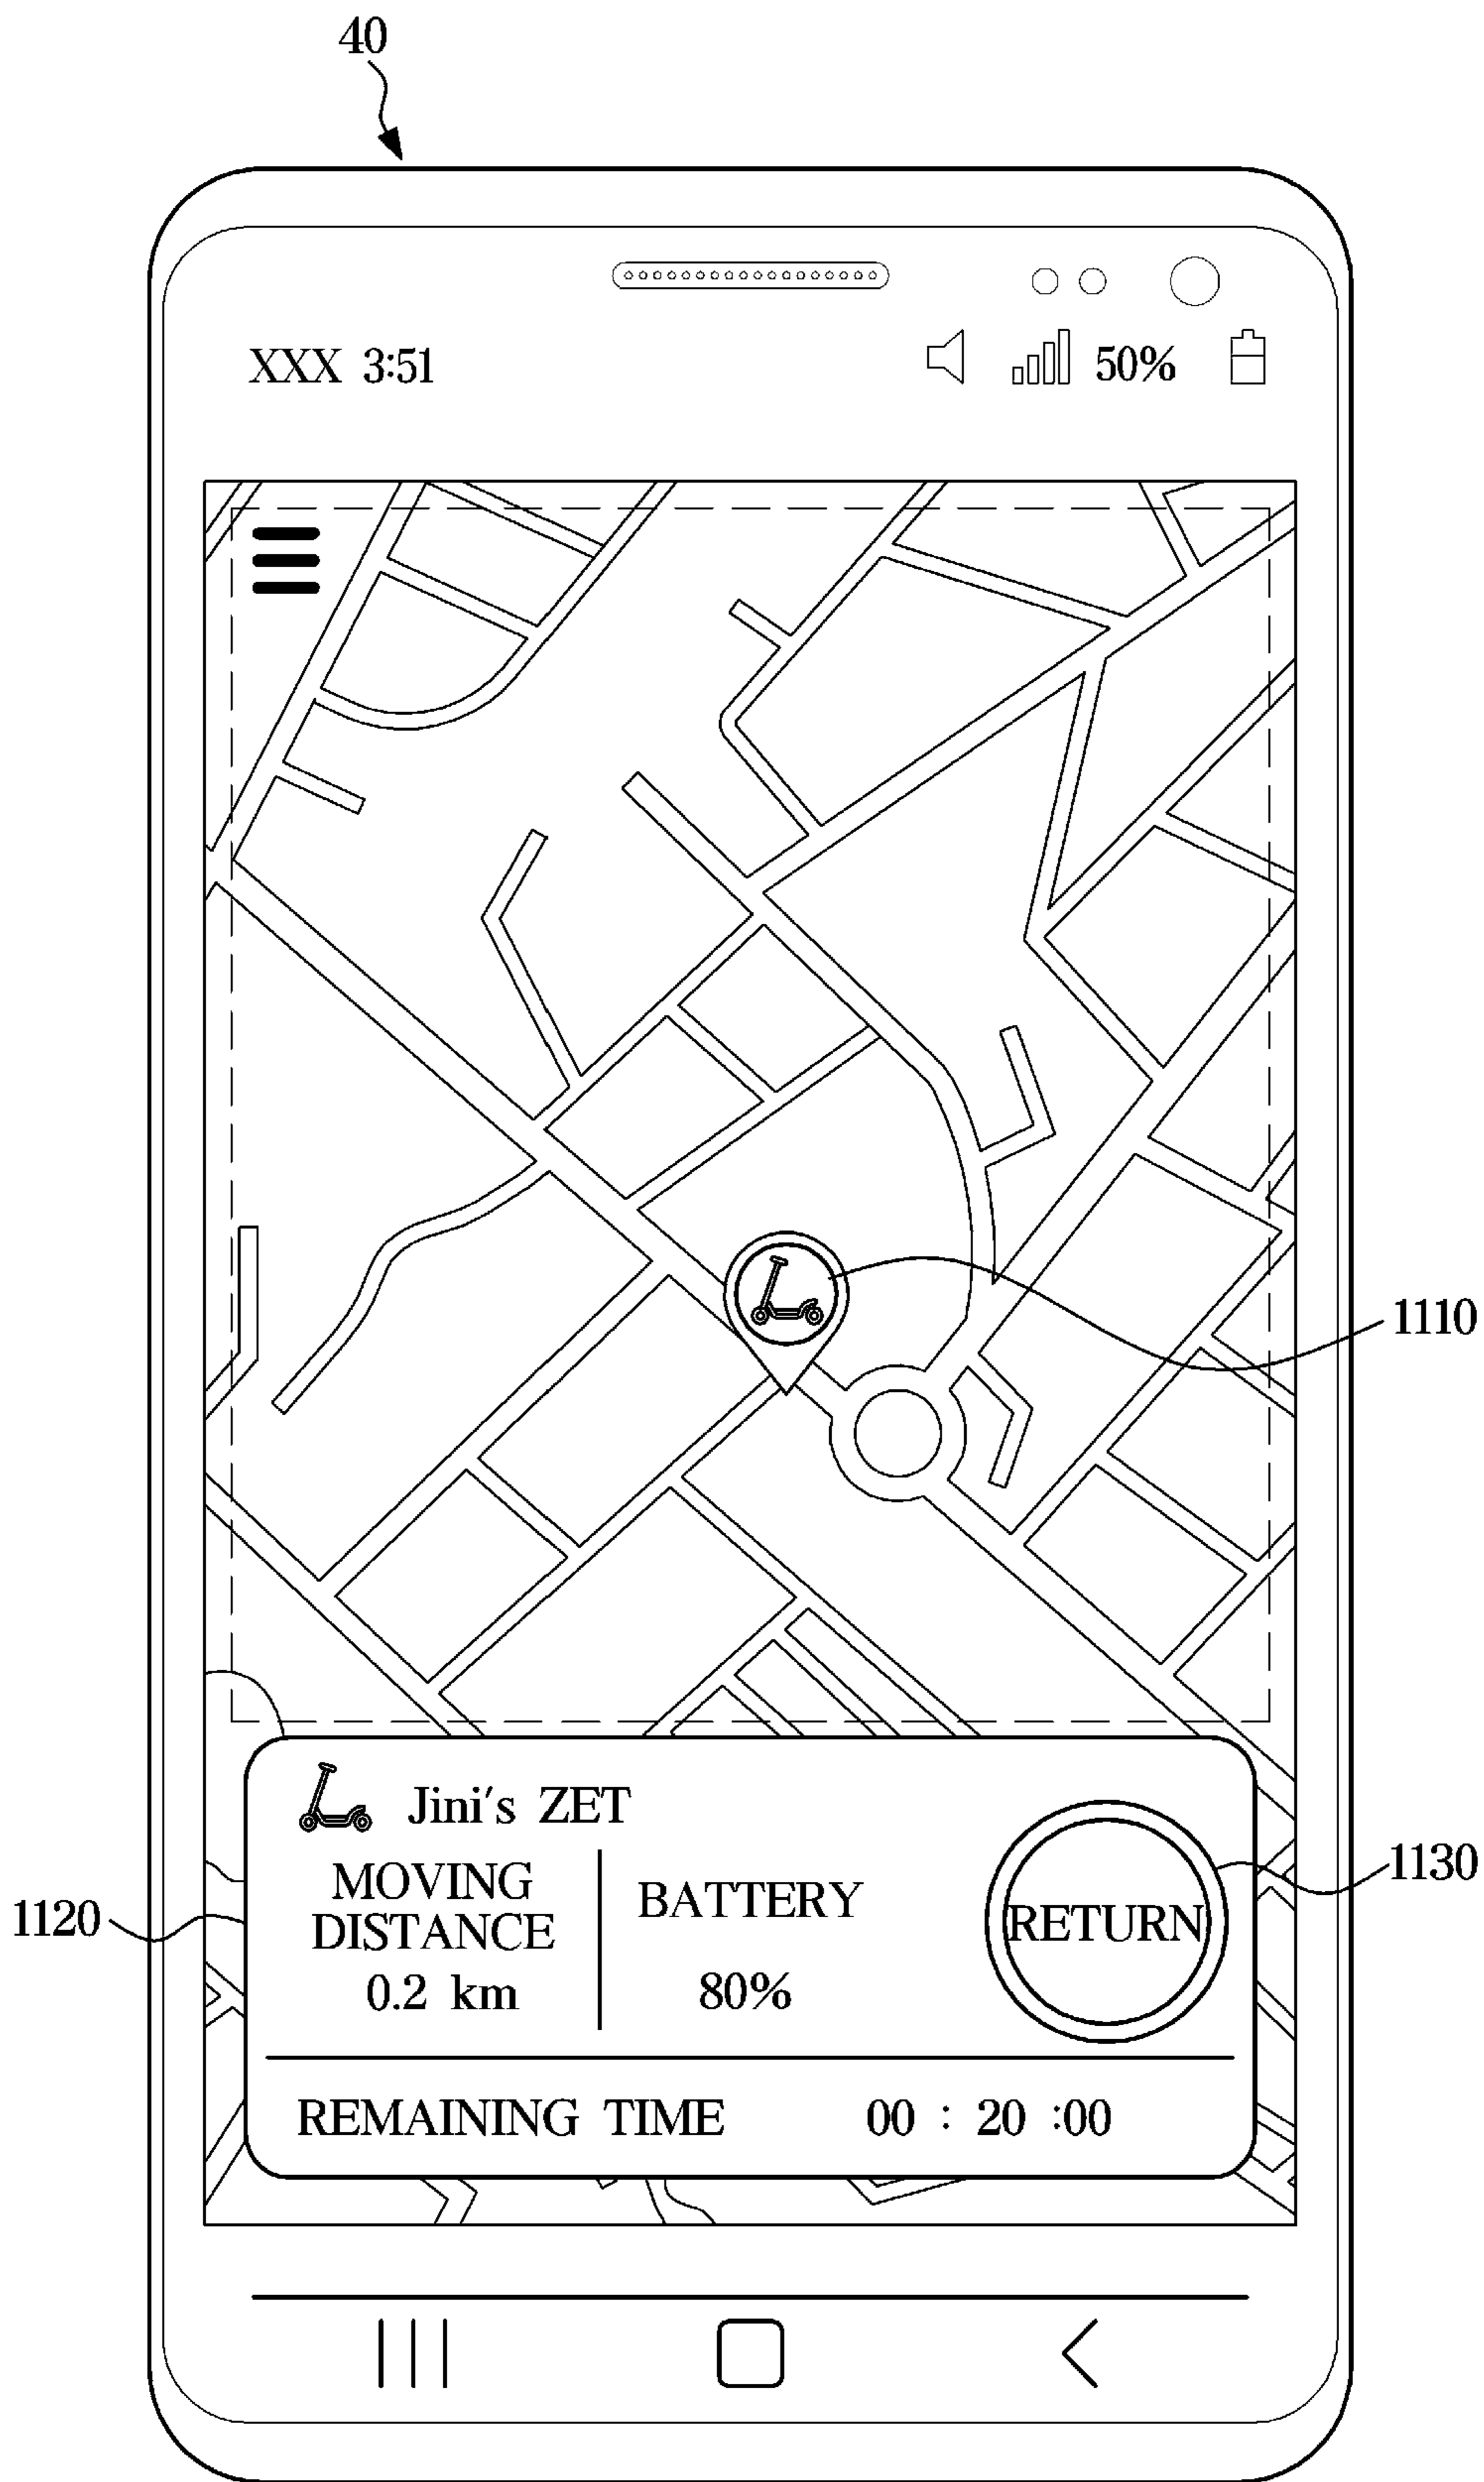 40
XXX 3:51 50%
1110
Jini's ZET
MOVING
DISTANCE
0.2 km
BATTERY
80%
RETURN
1130
1120
REMAINING TIME 00 : 20 :00